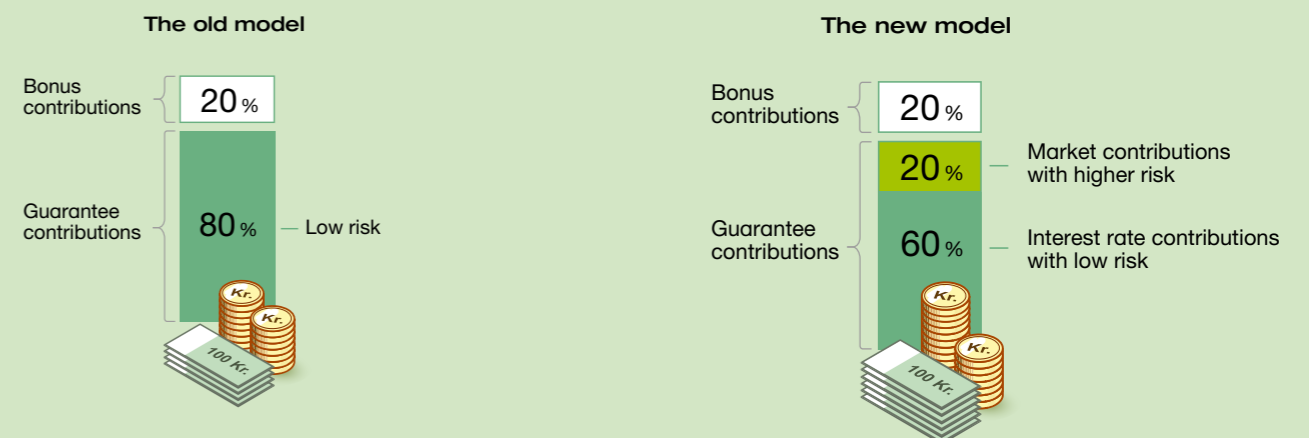 The old model
Bonus
contributions
20 %
Guarantee
contributions
80 %
Low risk
Kr.
Kr.
100 Kr.
The new model
Bonus
contributions
20 %
20 %
Market contributions
with higher risk
Guarantee
contributions
60 %
Interest rate contributions
with low risk
Kr.
Kr.
100 Kr.